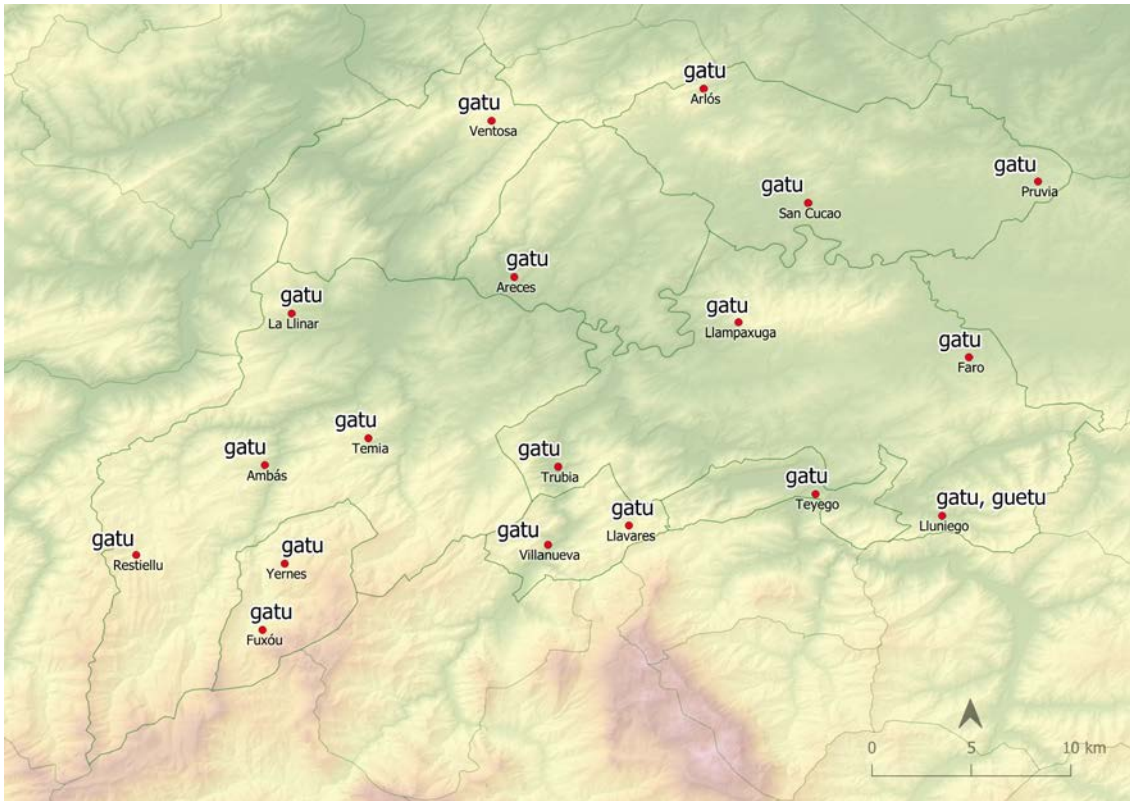 gatu
Arlós
gatu
Ventosa
gatu
Pruvia
gatu
San Cucao
gatu
Areces
gatu
La Llinar
gatu
Llampaxuga
gatu
Faro
gatu
Temia
gatu
Ambás
gatu
Trubia
gatu
Teyego
gatu, guetu
Lluniego
gatu
Llavares
gatu
Villanueva
gatu
Restiellu
gatu
Yernes
gatu
Fuxóu
0 5 10 km